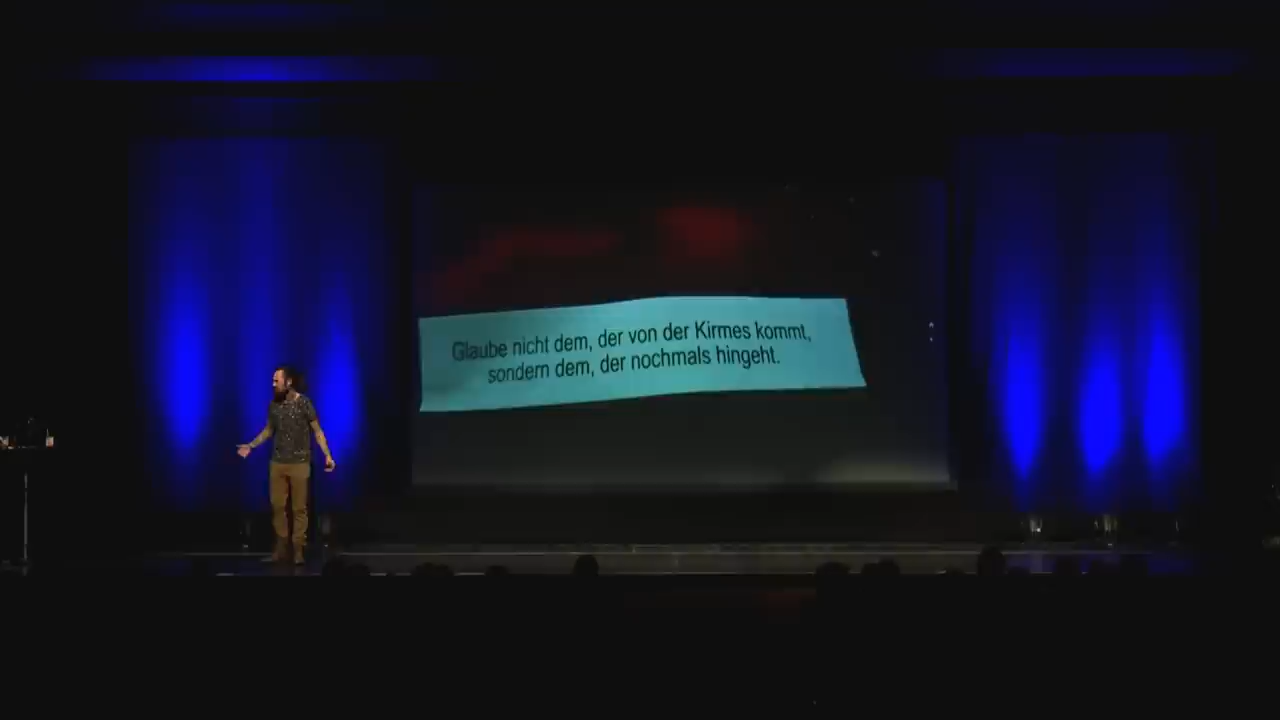 Glaube nicht dem, der von der Kirmes kommt,
sondern dem, der nochmals hingeht.